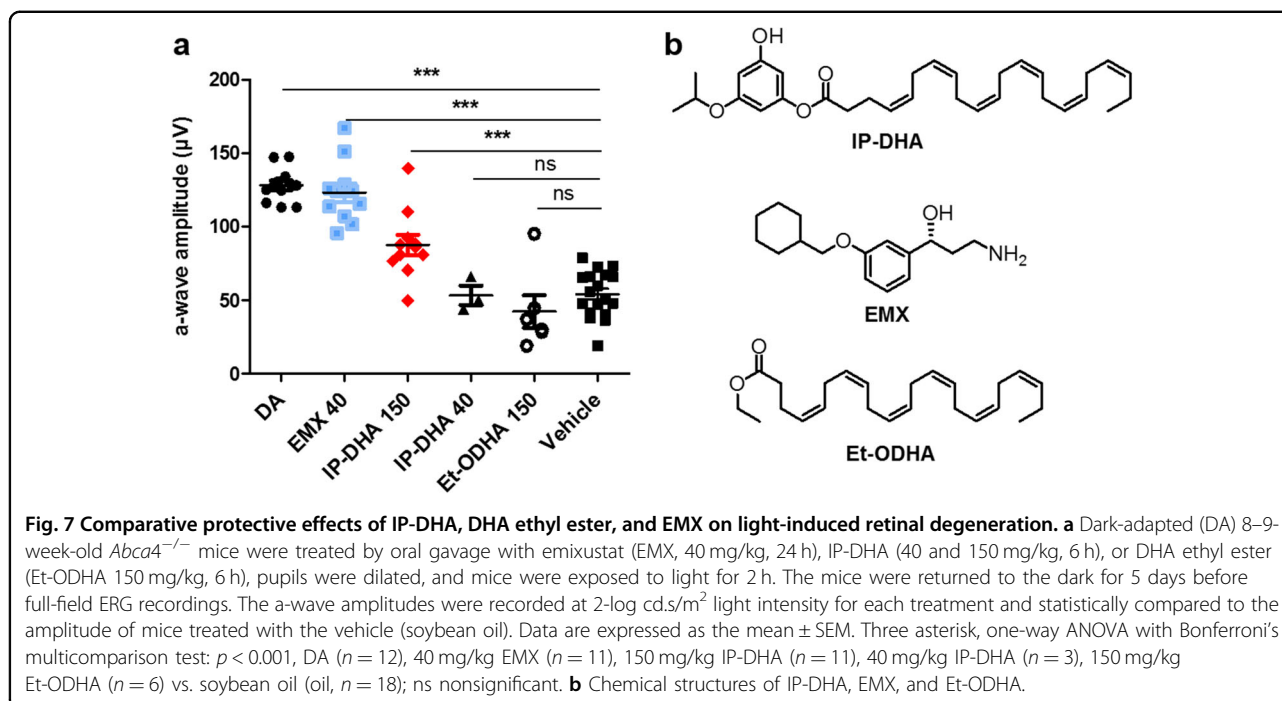 a
b
***
***
***
ns
ns
200
150
100
50
0
a-wave amplitude (µV)
DA
EMX 40
IP-DHA 150
IP-DHA 40
Et-ODHA 150
Vehicle
OH
O
O
O
IP-DHA
OH
O
NH2
EMX
O
O
Et-ODHA
Fig. 7 Comparative protective effects of IP-DHA, DHA ethyl ester, and EMX on light-induced retinal degeneration. a Dark-adapted (DA) 8–9-
week-old Abca4−/− mice were treated by oral gavage with emixustat (EMX, 40 mg/kg, 24 h), IP-DHA (40 and 150 mg/kg, 6 h), or DHA ethyl ester
(Et-ODHA 150 mg/kg, 6 h), pupils were dilated, and mice were exposed to light for 2 h. The mice were returned to the dark for 5 days before
full-field ERG recordings. The a-wave amplitudes were recorded at 2-log cd.s/m2 light intensity for each treatment and statistically compared to the
amplitude of mice treated with the vehicle (soybean oil). Data are expressed as the mean ± SEM. Three asterisk, one-way ANOVA with Bonferroni's
multicomparison test: p < 0.001, DA (n = 12), 40 mg/kg EMX (n = 11), 150 mg/kg IP-DHA (n = 11), 40 mg/kg IP-DHA (n = 3), 150 mg/kg
Et-ODHA (n = 6) vs. soybean oil (oil, n = 18); ns nonsignificant. b Chemical structures of IP-DHA, EMX, and Et-ODHA.